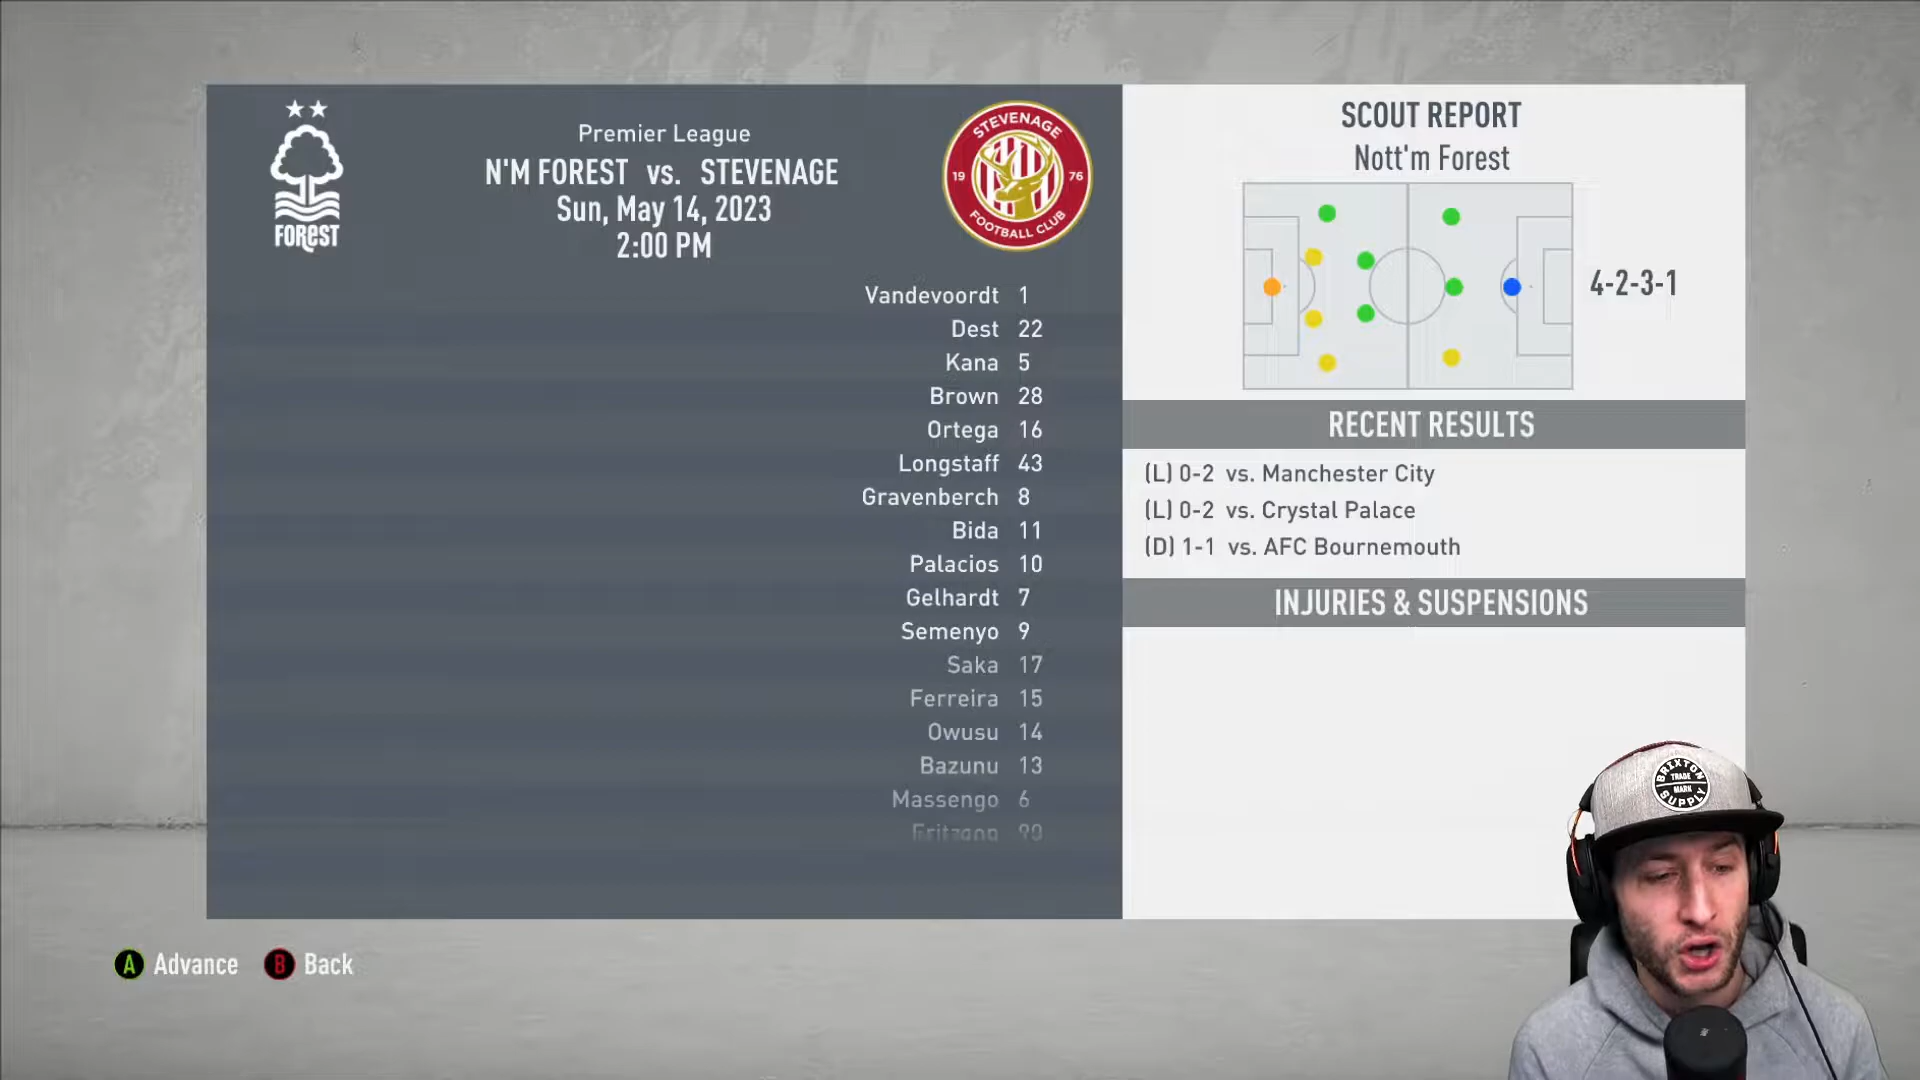 FOREST
Premier League
N'M FOREST vs. STEVENAGE
Sun, May 14, 2023
2:00 PM
STEVENAGE
19 76
FOOTBALL CLUB
Vandevoordt 1
Dest 22
Kana 5
Brown 28
Ortega 16
Longstaff 43
Gravenberch 8
Bida 11
Palacios 10
Gelhardt 7
Semenyo 9
Saka 17
Ferreira 15
Owusu 14
Bazunu 13
Massengo 6
SCOUT REPORT
Nott'm Forest
4-2-3-1
RECENT RESULTS
(L) 0-2 vs. Manchester City
(L) 0-2 vs. Crystal Palace
(D) 1-1 vs. AFC Bournemouth
INJURIES & SUSPENSIONS
BRIXTON
TRADE
MARK
SUPPLY
A Advance B Back